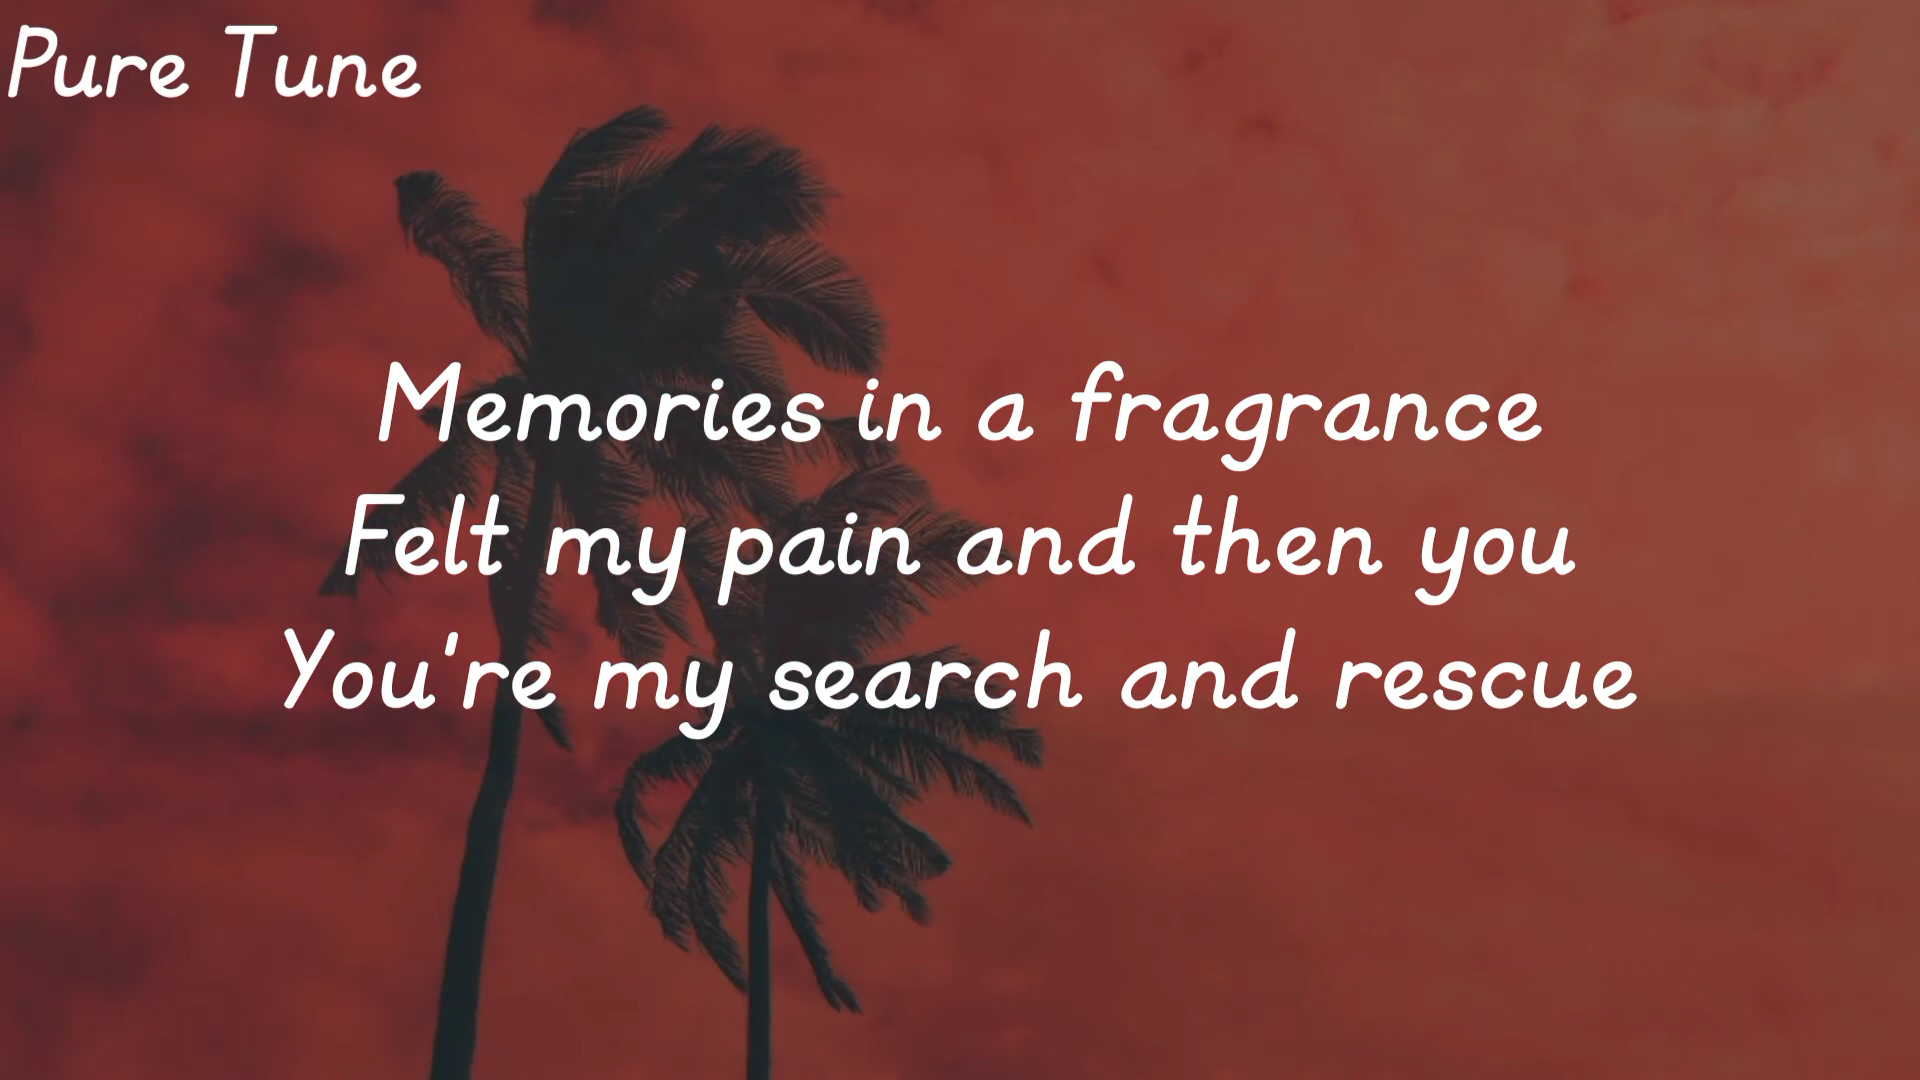 Pure Tune
Memories in a fragrance
Felt my pain and then you
You're my search and rescue